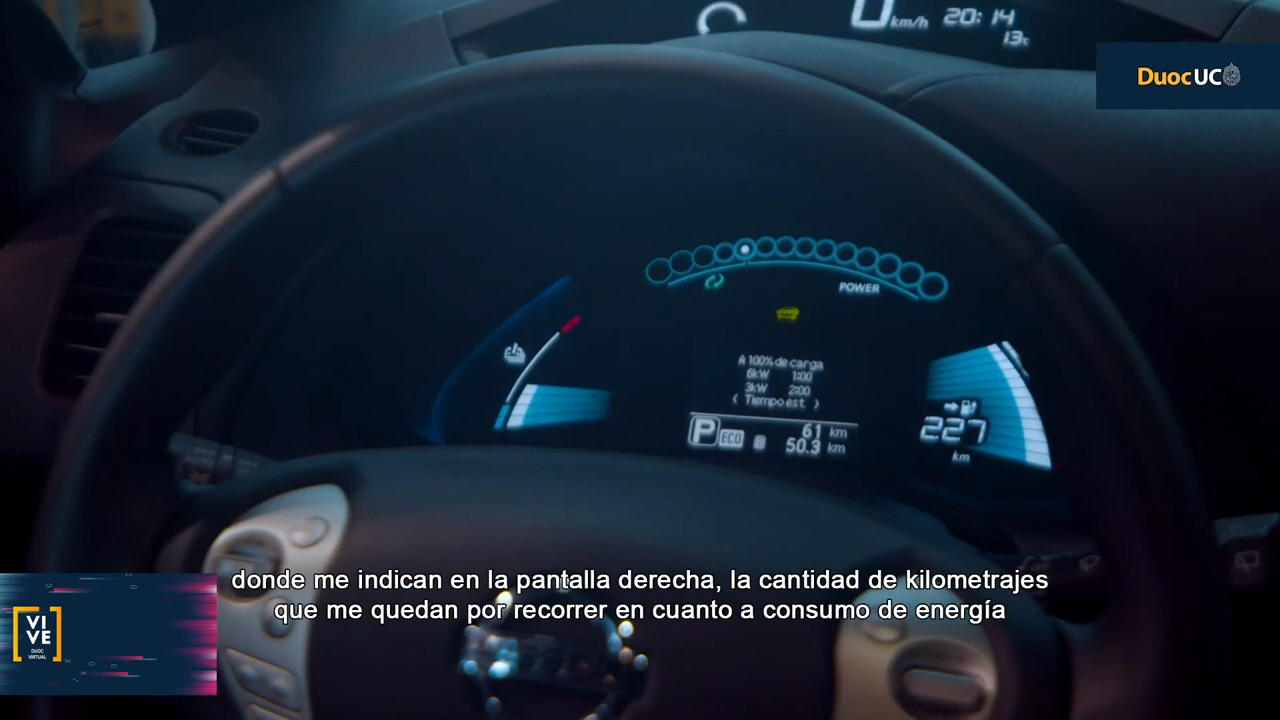 0 km/h 20:14
13c
Duoc UC
POWER
A 100% de carga
6kW 1:00
3kW 2:00
< Tiempo est. >
P ECO 61 km
50.3 km
227
km
donde me indican en la pantalla derecha, la cantidad de kilometrajes
que me quedan por recorrer en cuanto a consumo de energía
VI
VE
DUOC
VIRTUAL